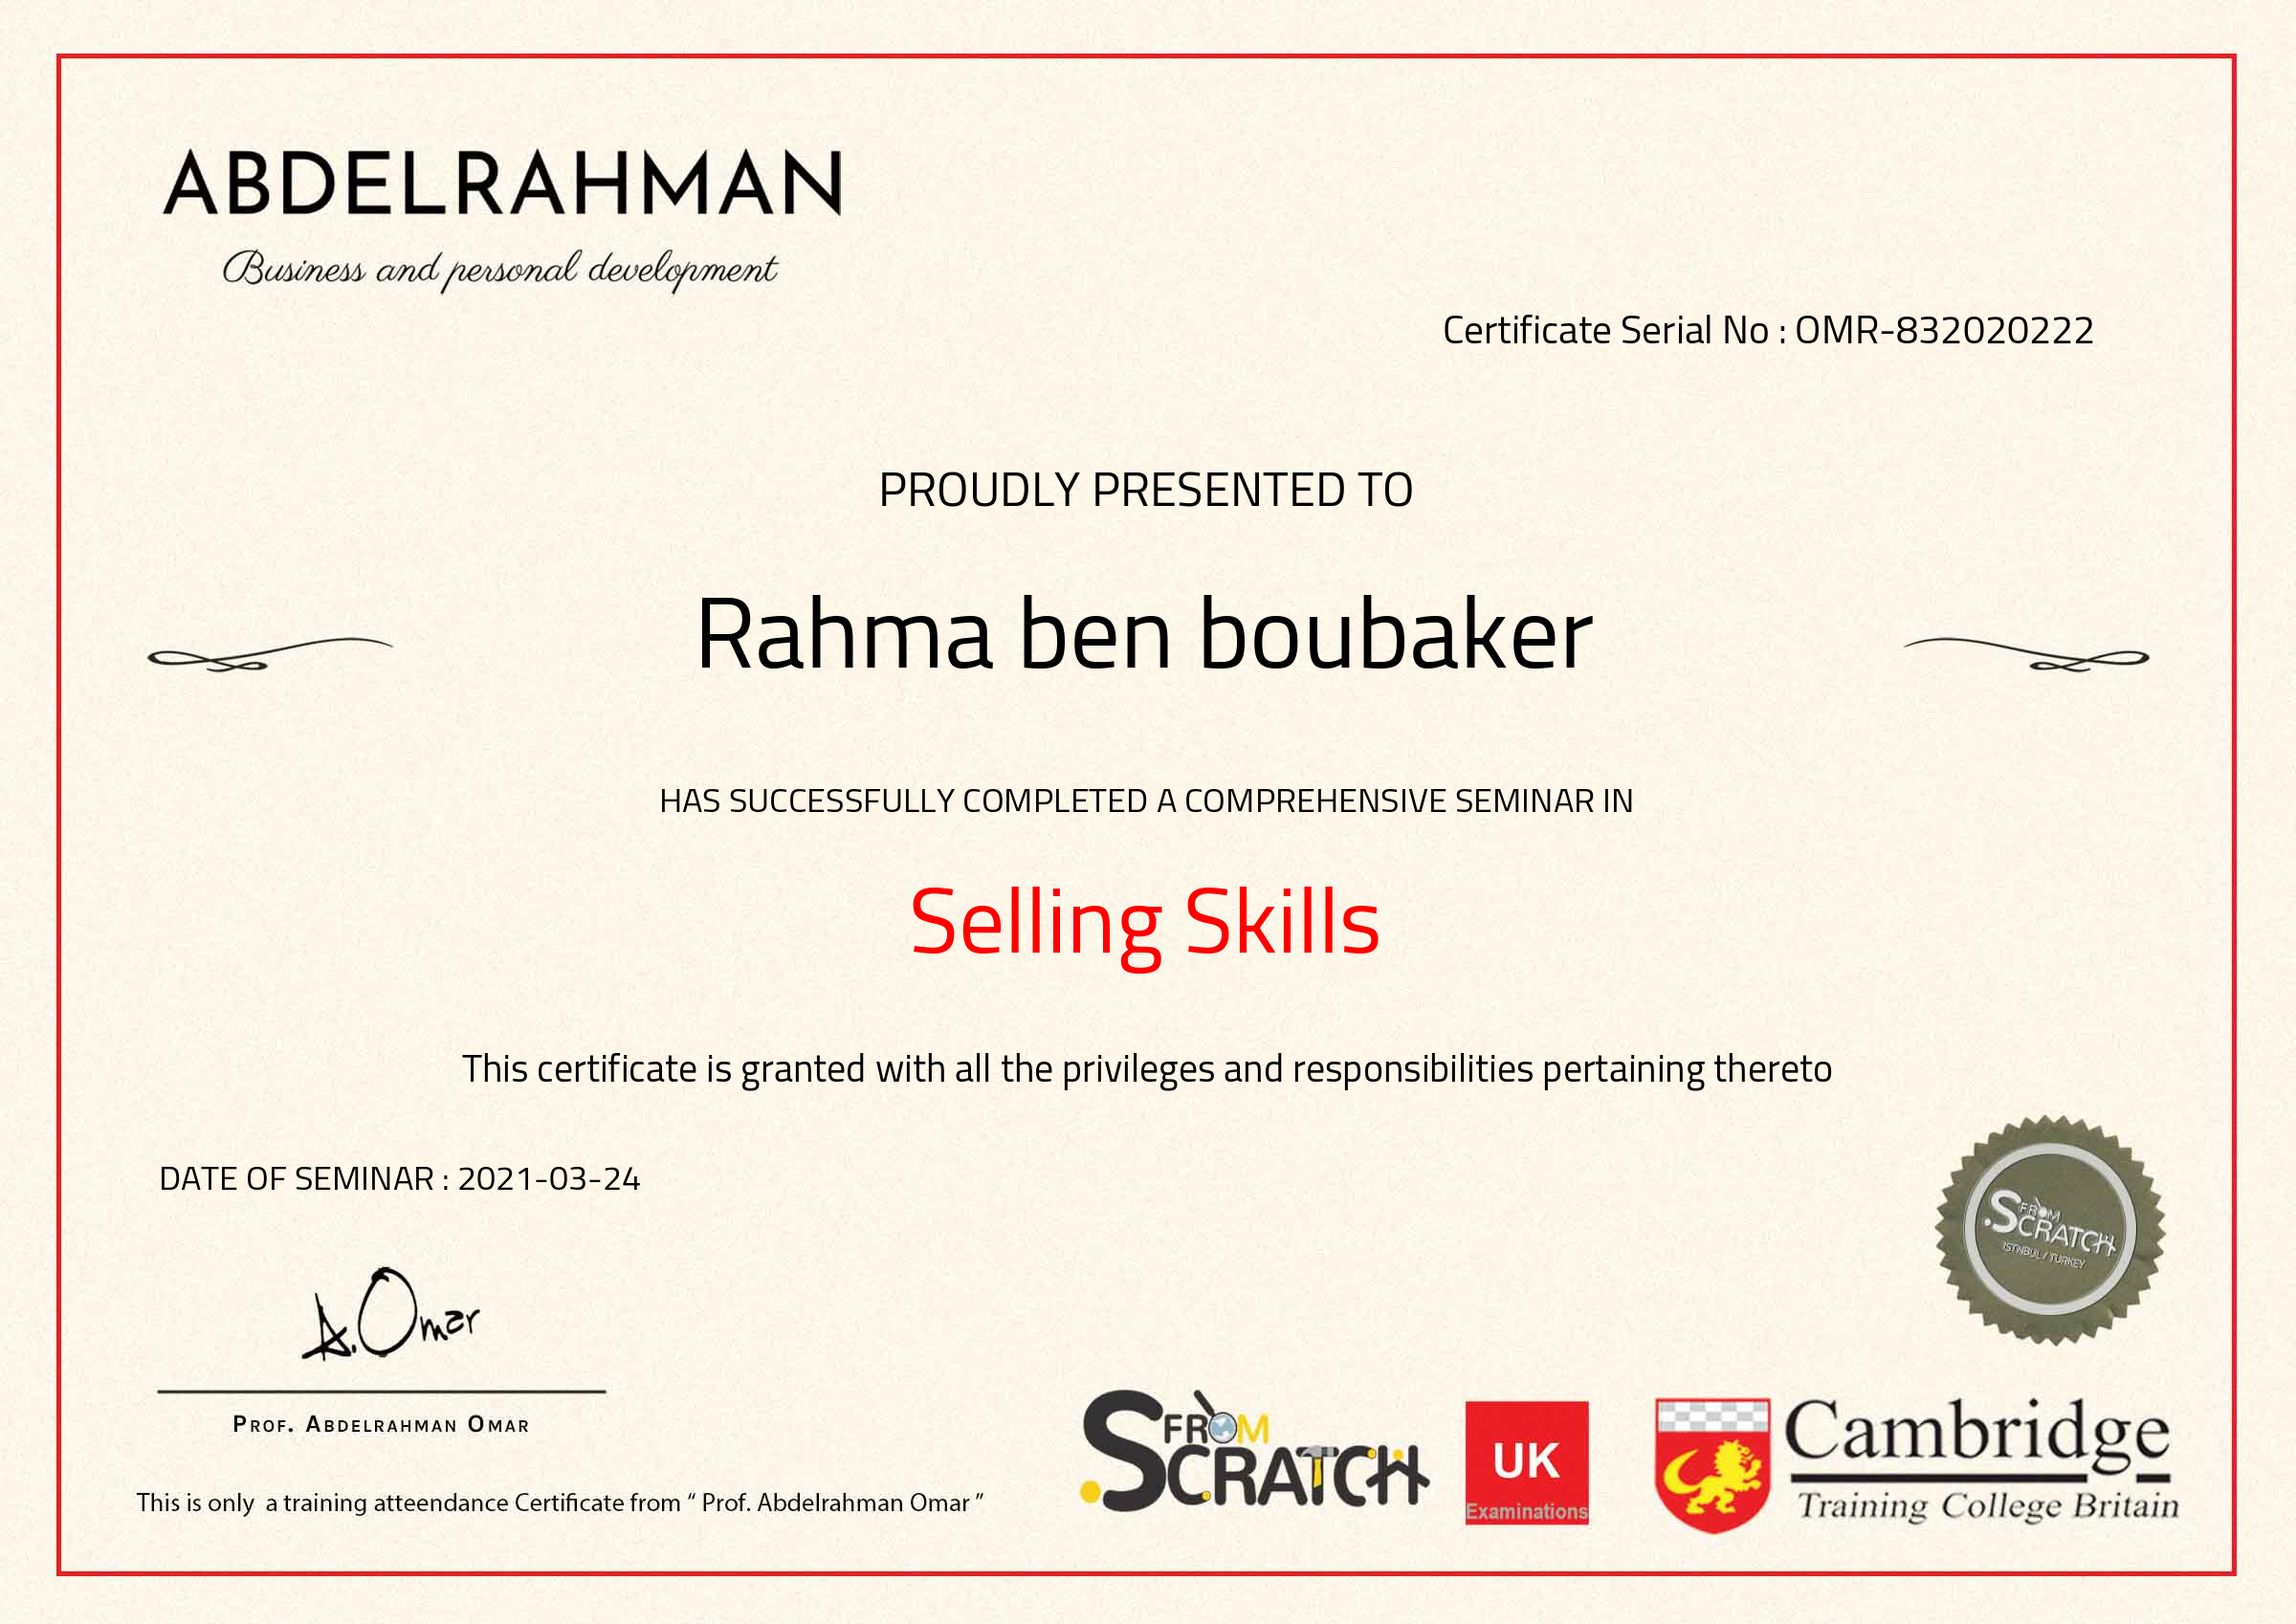 ABDELRAHMAN
Business and personal development
Certificate Serial No : OMR-832020222
PROUDLY PRESENTED TO
Rahma ben boubaker
HAS SUCCESSFULLY COMPLETED A COMPREHENSIVE SEMINAR IN
Selling Skills
This certificate is granted with all the privileges and responsibilities pertaining thereto
DATE OF SEMINAR : 2021-03-24
.SCRATCH FROM
ISTNBUL / TURKEY
A.Omar
PROF. ABDELRAHMAN OMAR
This is only a training atteendance Certificate from “ Prof. Abdelrahman Omar ”
.SCRATCH FROM
UK
Examinations
Cambridge
Training College Britain